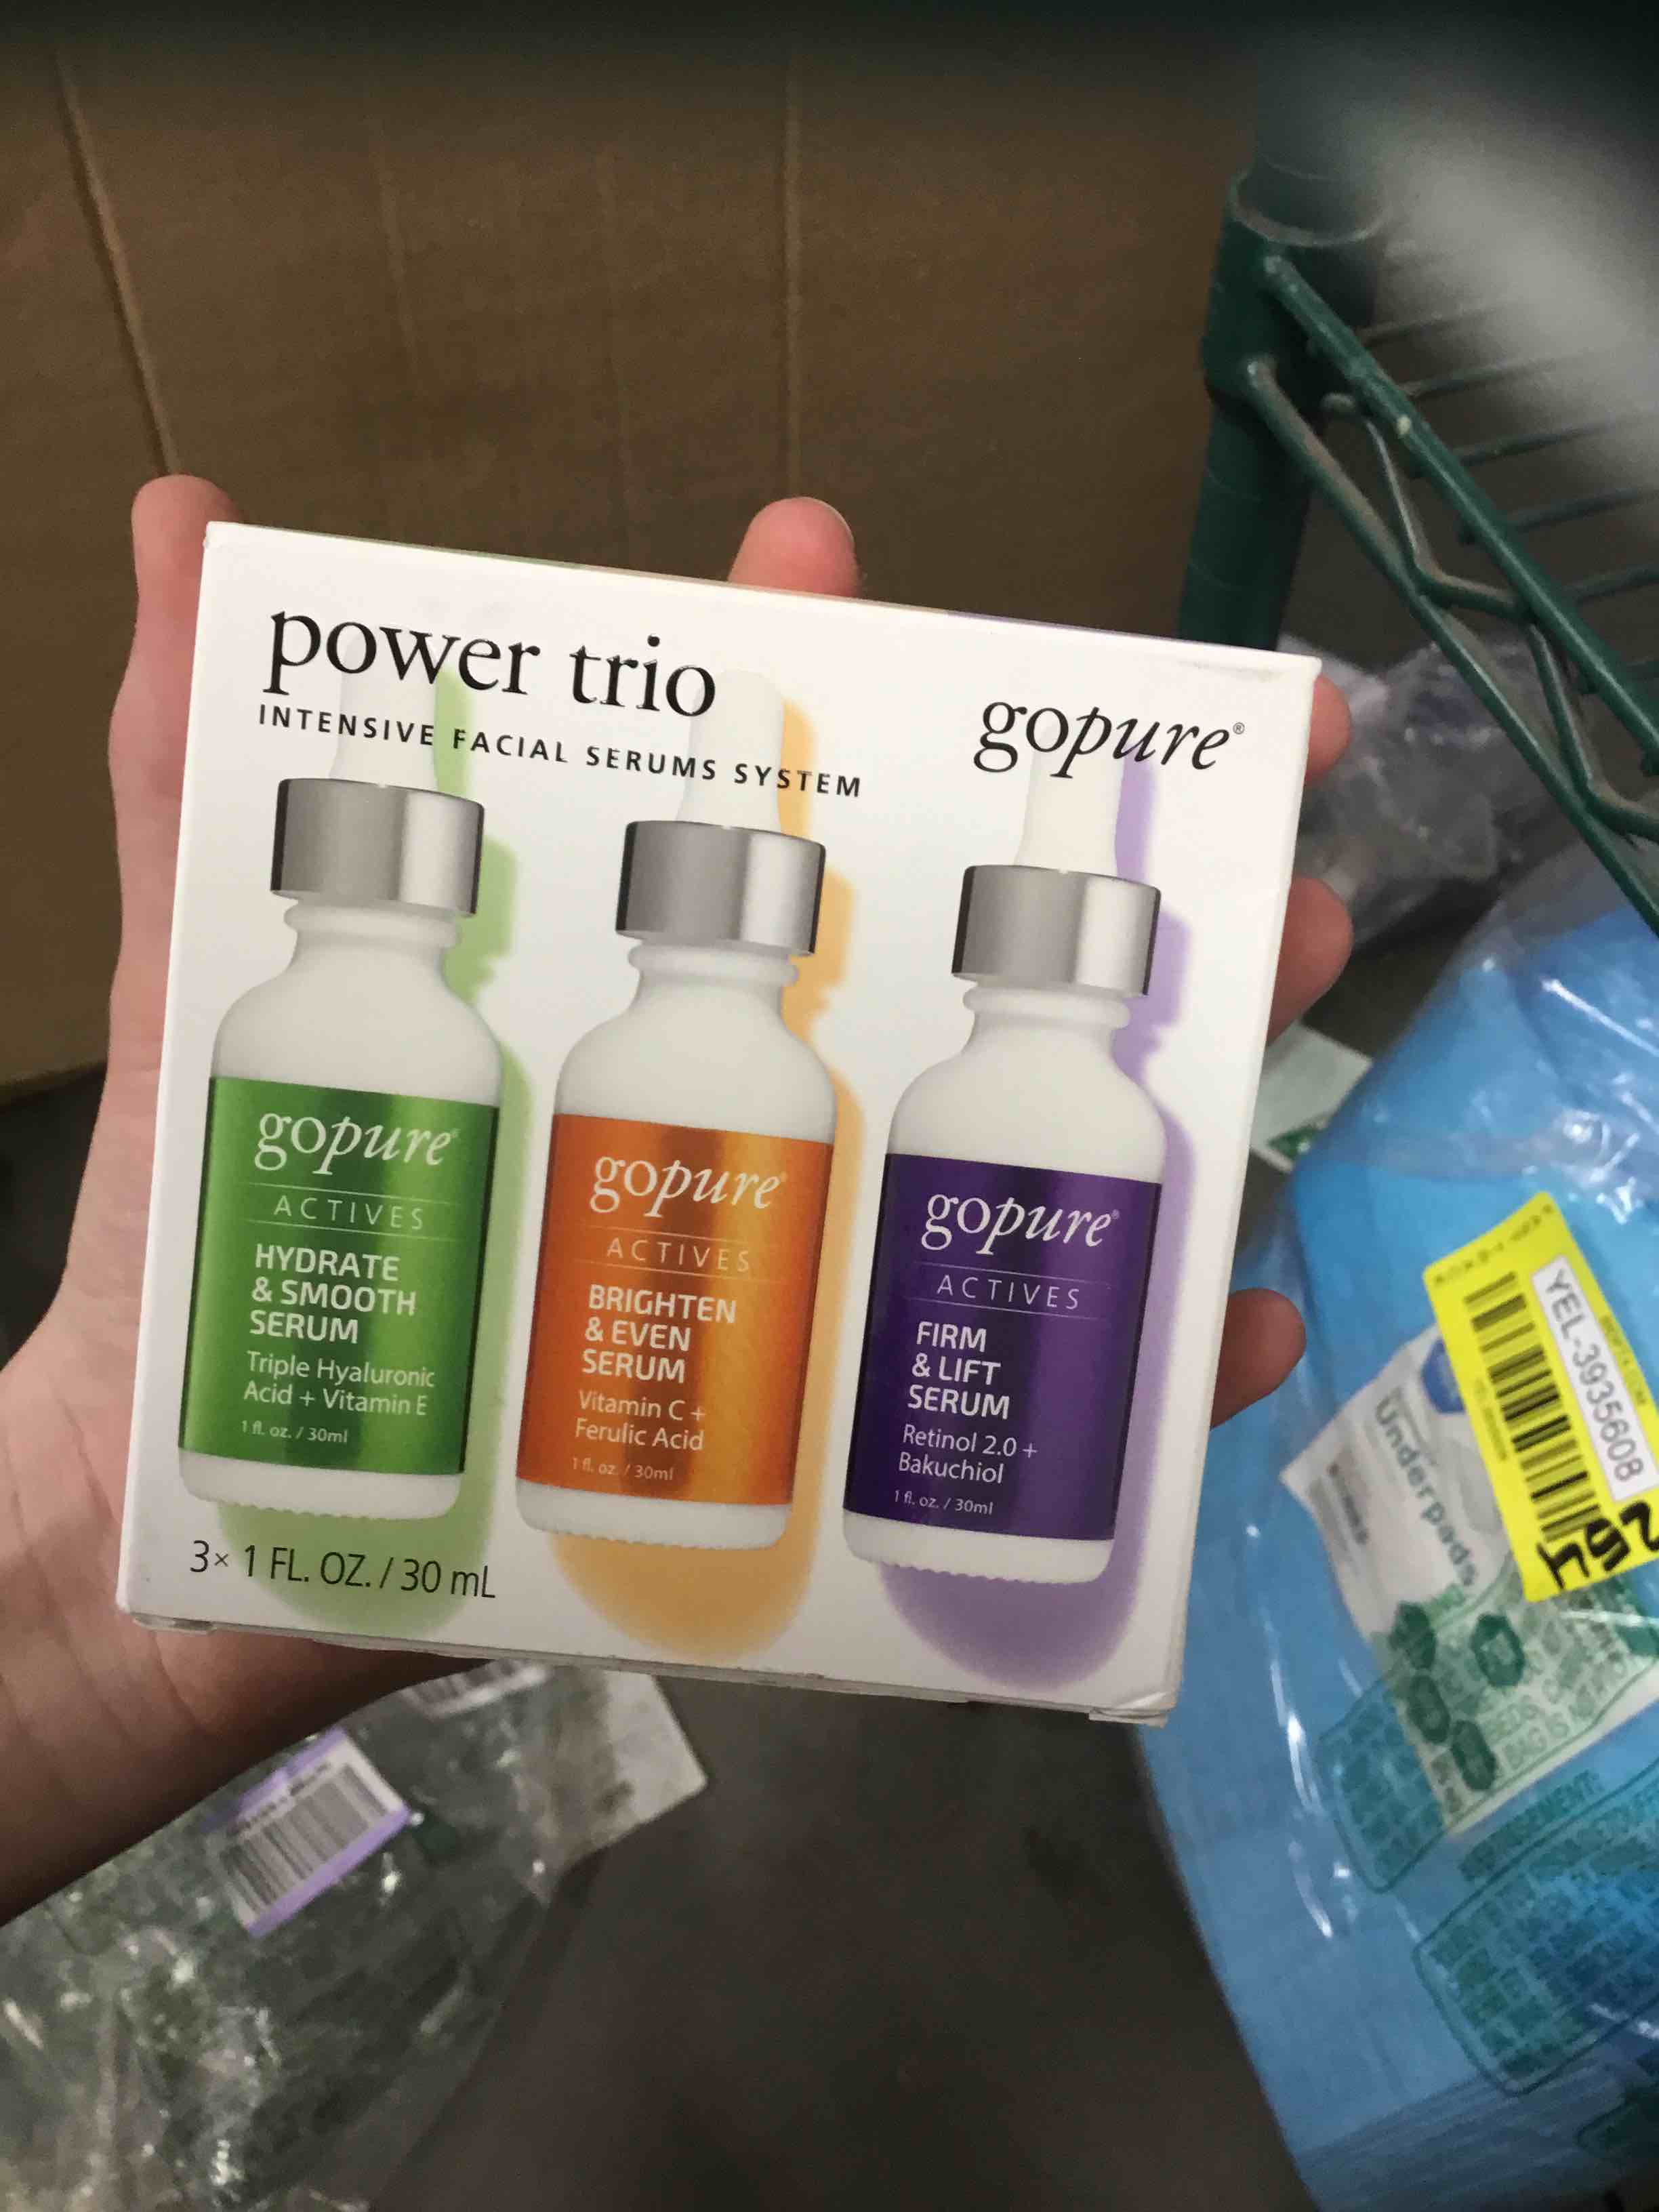 power trio
INTENSIVE FACIAL SERUMS SYSTEM
gopure®
gopure®
ACTIVES
HYDRATE
& SMOOTH
SERUM
Triple Hyaluronic
Acid + Vitamin E
1 fl. oz. / 30ml
gopure®
ACTIVES
BRIGHTEN
& EVEN
SERUM
Vitamin C +
Ferulic Acid
1 fl. oz. / 30ml
gopure®
ACTIVES
FIRM
& LIFT
SERUM
Retinol 2.0 +
Bakuchiol
1 fl. oz. / 30ml
3× 1 FL. OZ. / 30 mL
YEL-3935608
Underpads